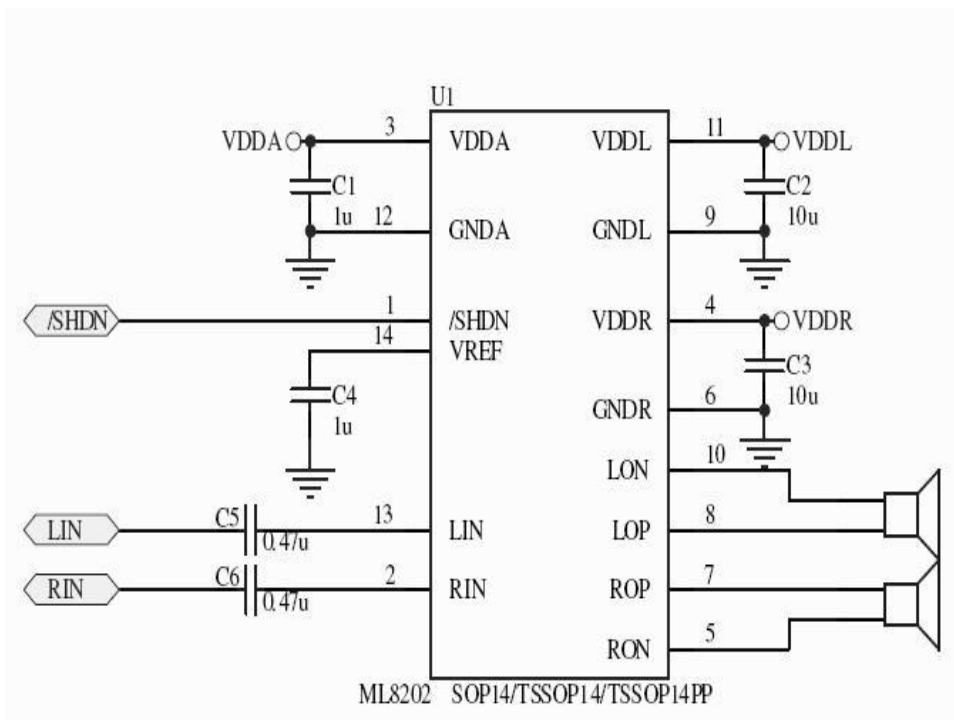 U1
VDDA 3 VDDA VDDL 11 VDDL
C1 C2
1u 10u
12 GNDA GNDL 9
/SHDN 1 /SHDN VDDR 4 VDDR
14 VREF
C3
10u
C4
1u
GNDR 6
LON 10
LIN C5 0.47u 13 LIN LOP 8
RIN C6 0.47u 2 RIN ROP 7
RON 5
ML8202 SOP14/TSSOP14/TSSOP14PP